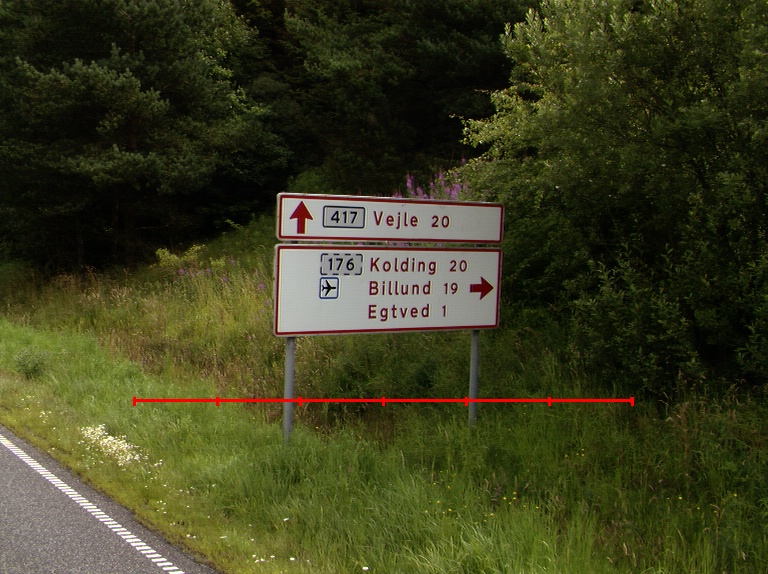 417 Vejle 20
176 Kolding 20
Billund 19
Egtved 1